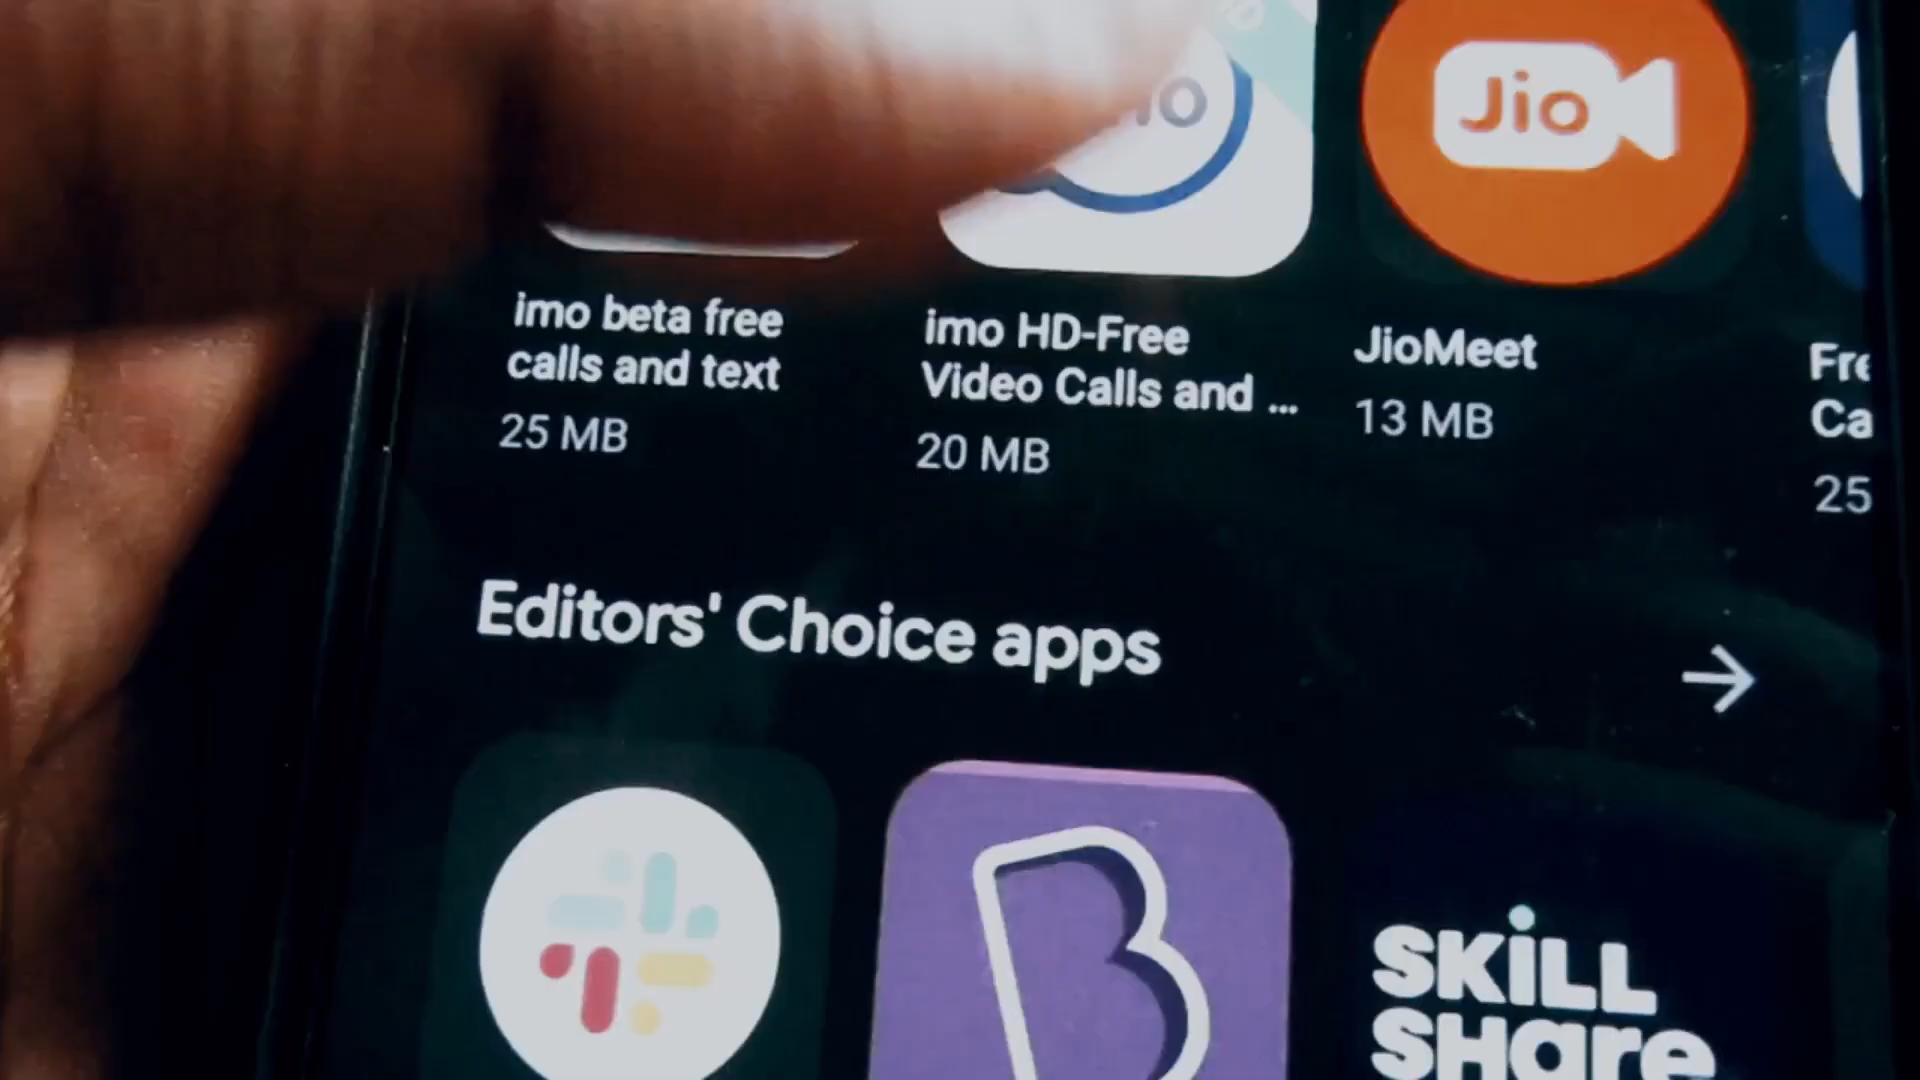 Jio
imo beta free
calls and text
25 MB
imo HD-Free
Video Calls and ...
20 MB
JioMeet
13 MB
25
Editors' Choice apps
SKiLL
SHare